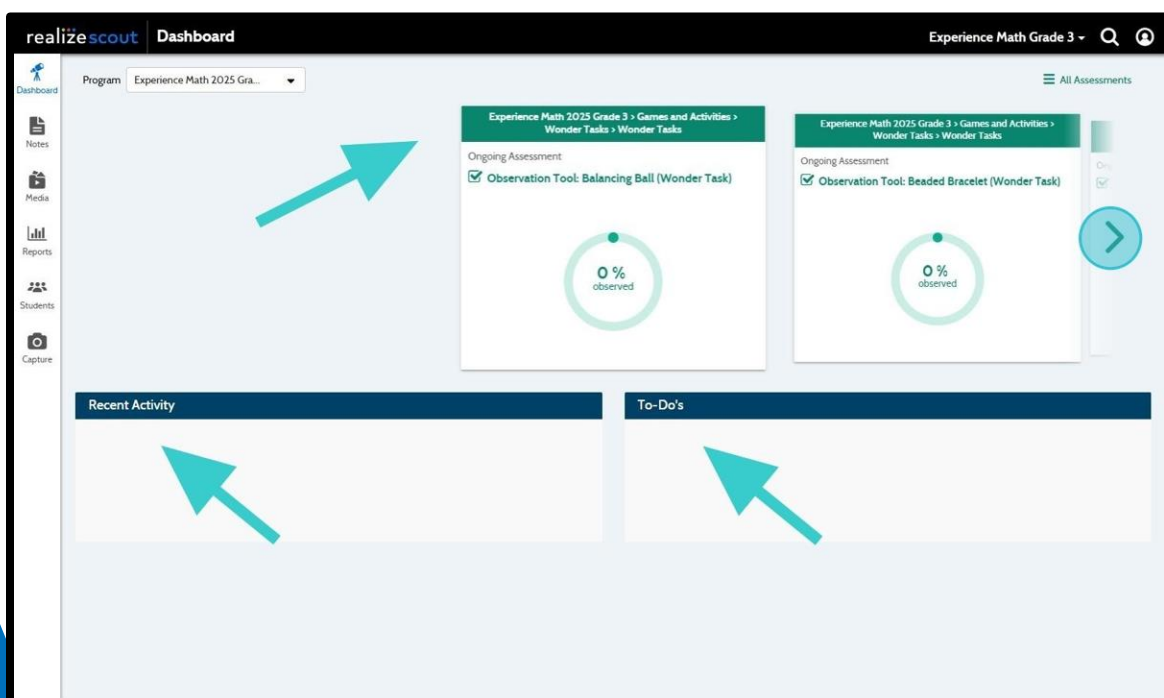 realize scout Dashboard
Experience Math Grade 3
Dashboard
Notes
Media
Reports
Students
Capture
Program Experience Math 2025 Gra...
All Assessments
Experience Math 2025 Grade 3 > Games and Activities >
Wonder Tasks > Wonder Tasks
Ongoing Assessment
Observation Tool: Balancing Ball (Wonder Task)
0 %
observed
Experience Math 2025 Grade 3 > Games and Activities >
Wonder Tasks > Wonder Tasks
Ongoing Assessment
Observation Tool: Beaded Bracelet (Wonder Task)
0 %
observed
Recent Activity
To-Do's